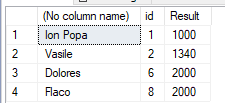 (No column name) id Result
1 Ion Popa 1 1000
2 Vasile 2 1340
3 Dolores 6 2000
4 Flaco 8 2000